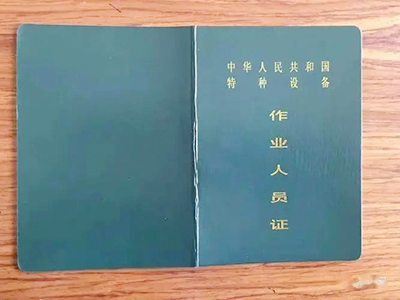 中华人民共和国
特种设备
作业人员证